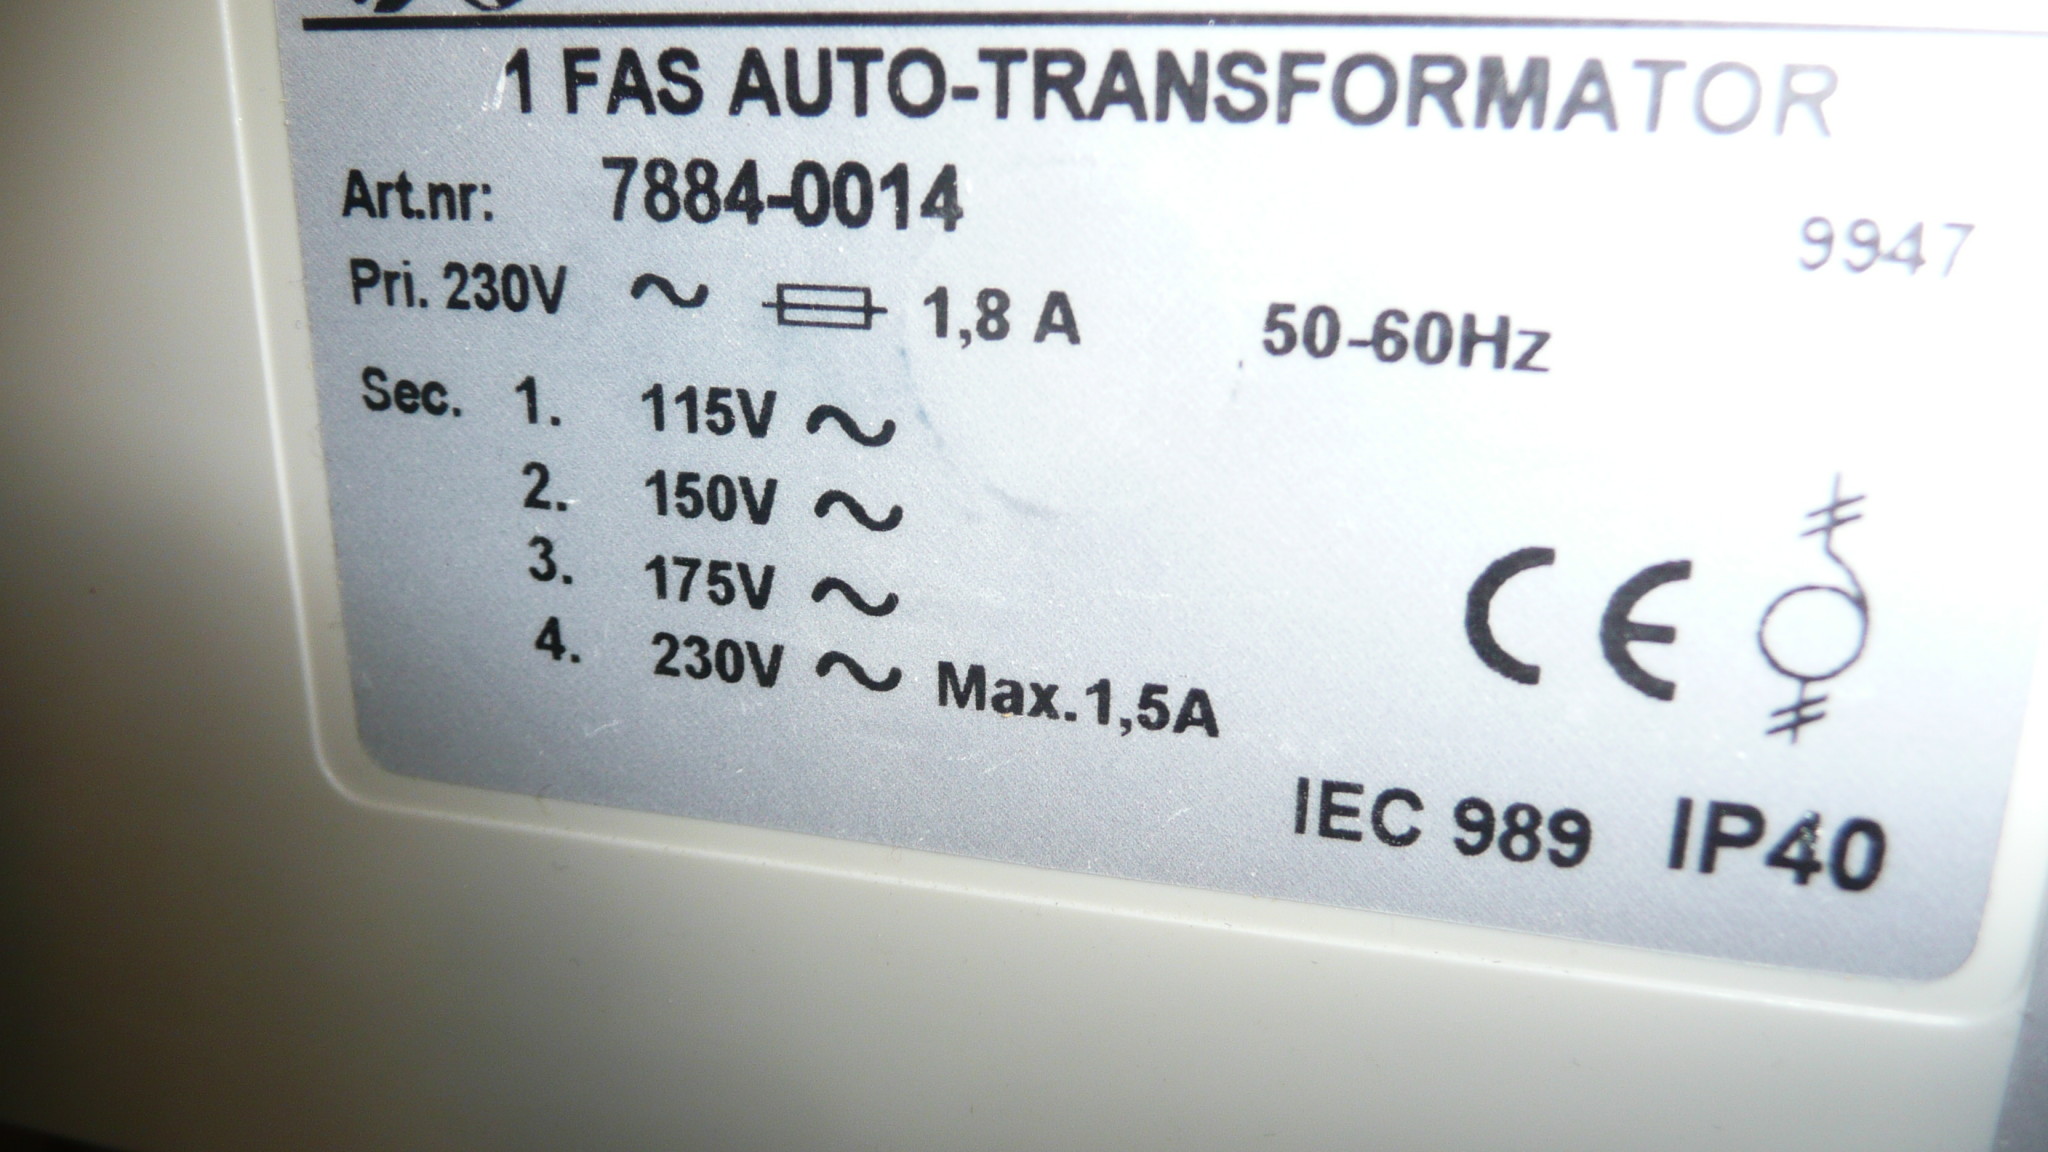 1 FAS AUTO-TRANSFORMATOR
Art.nr: 7884-0014
9947
Pri. 230V ~ 1,8 A 50-60Hz
Sec. 1. 115V ~
2. 150V ~
3. 175V ~
4. 230V ~ Max.1,5A
CE
IEC 989 IP40